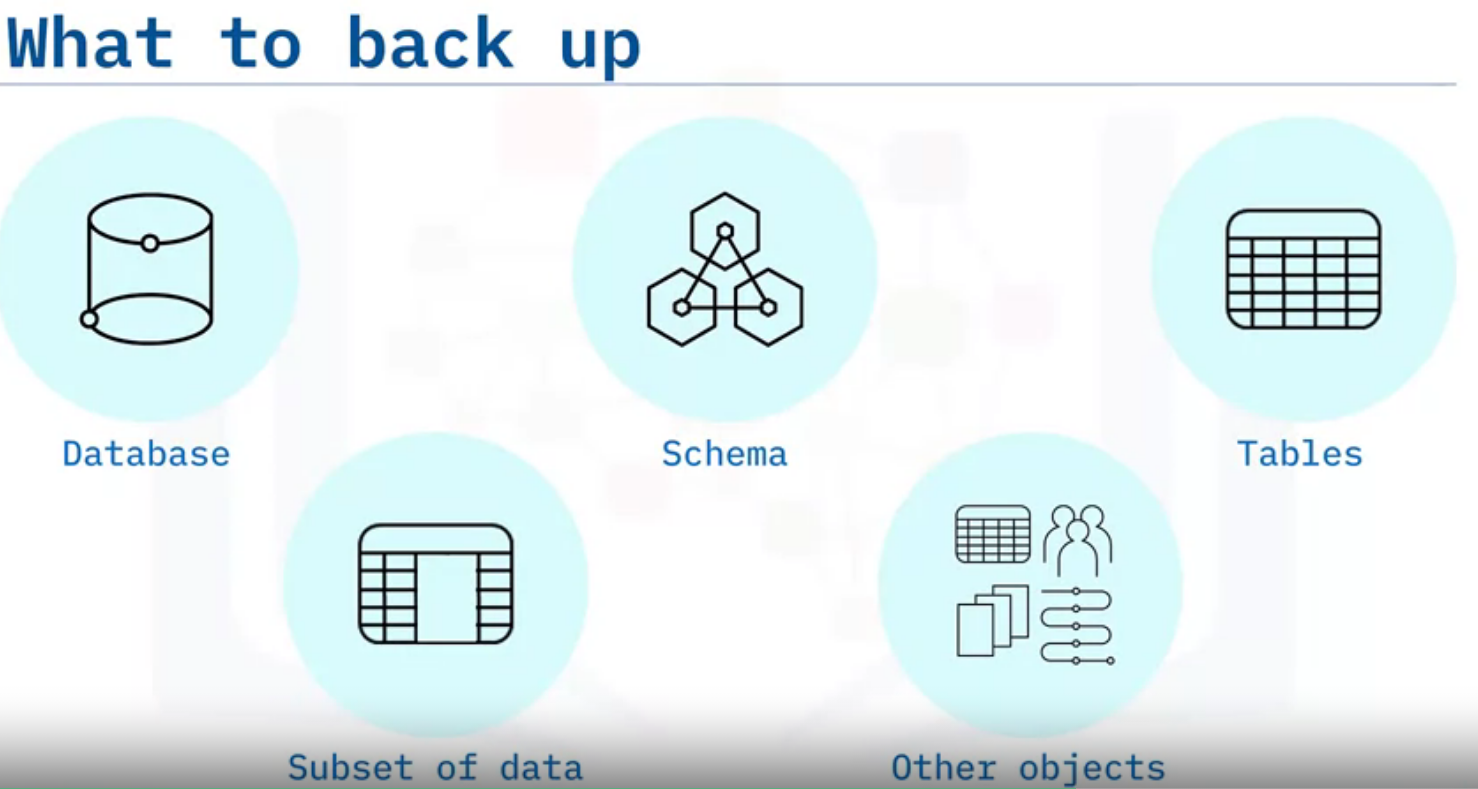 What to back up
Database
Schema
Tables
Subset of data
Other objects